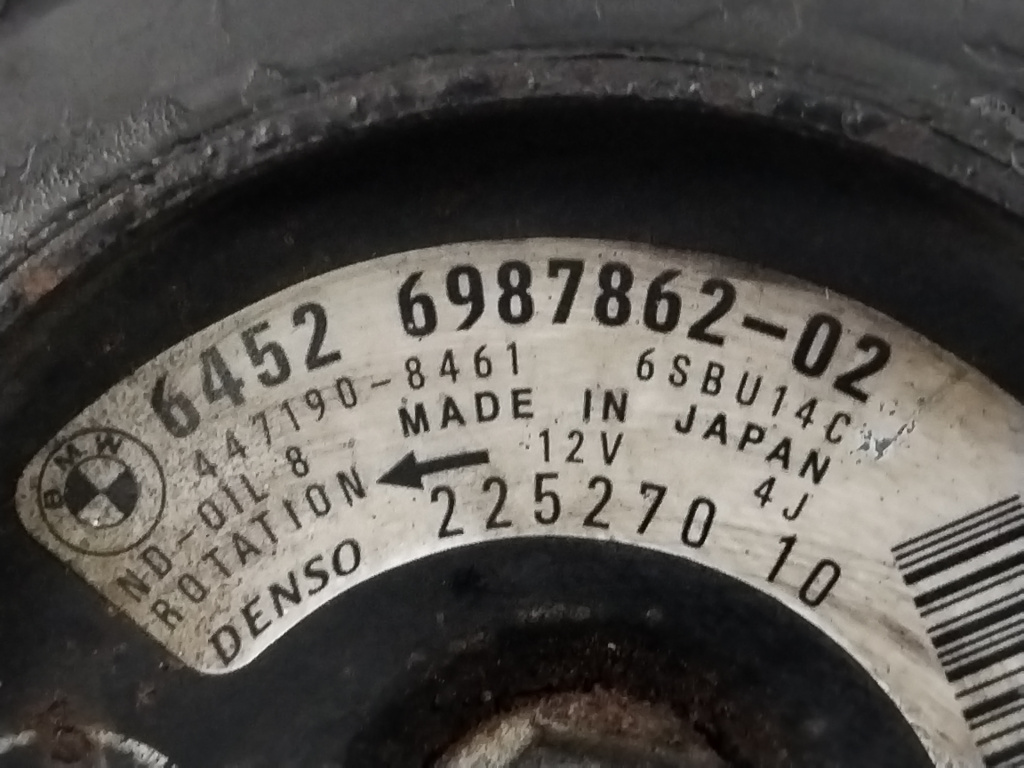 BMW
6452 6987862-02
447190-8461 6SBU14C
ND-OIL 8 MADE IN JAPAN
ROTATION 12V 4J
DENSO 225270 10